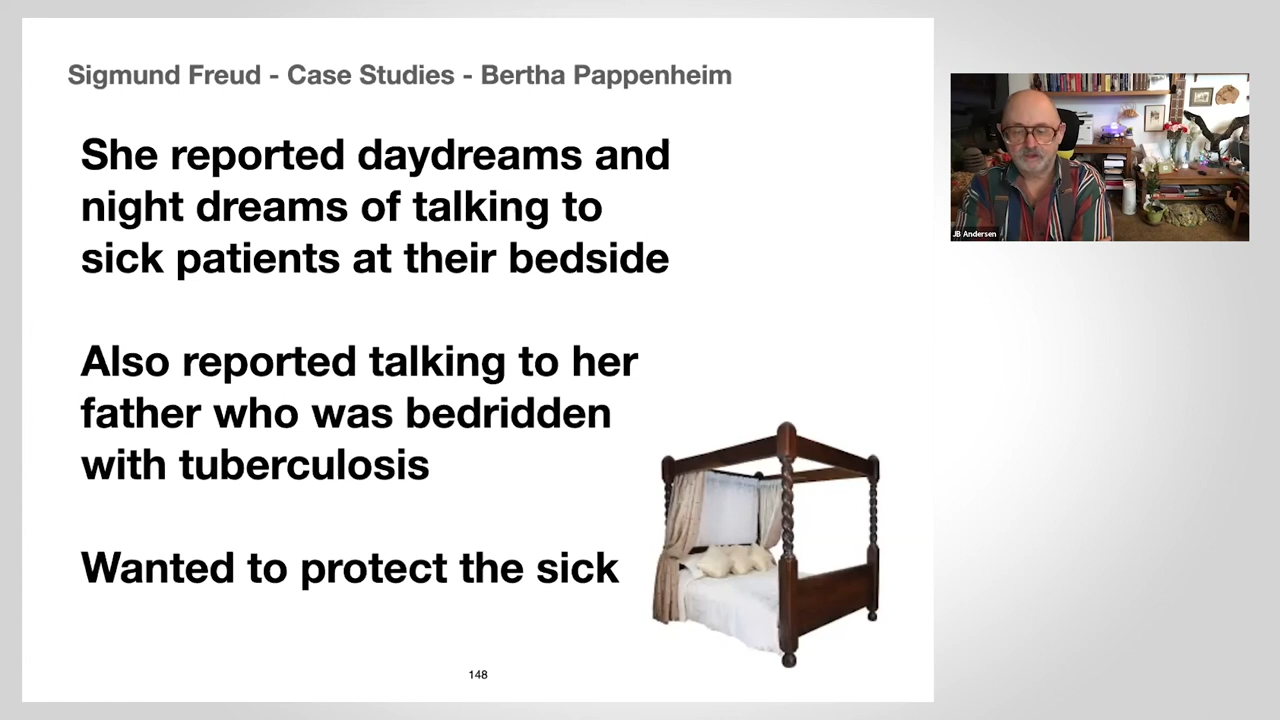 Sigmund Freud - Case Studies - Bertha Pappenheim
She reported daydreams and
night dreams of talking to
sick patients at their bedside
Also reported talking to her
father who was bedridden
with tuberculosis
Wanted to protect the sick
148
JB Andersen